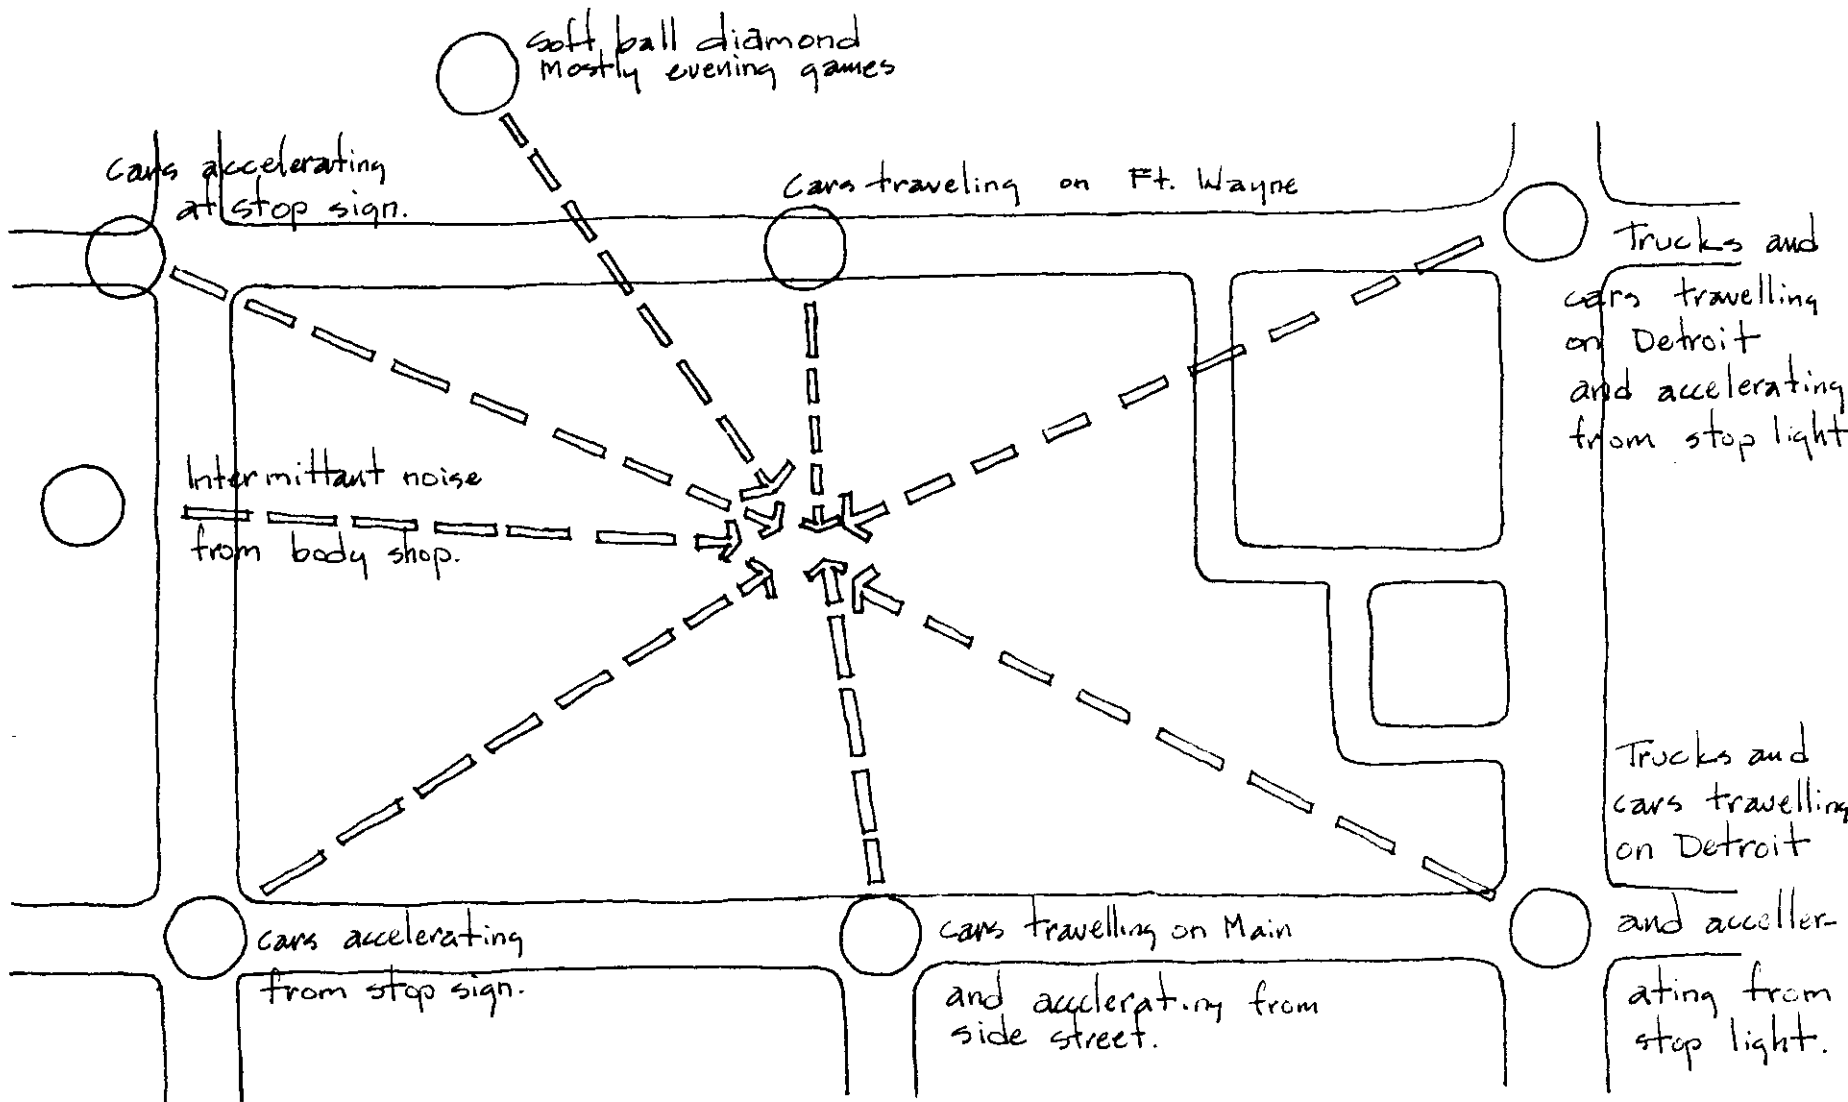 soft ball diamond
mostly evening games
cars accelerating
at stop sign.
Cars traveling on Ft. Wayne
Trucks and
cars travelling
on Detroit
and accelerating
from stop light
Intermittant noise
from body shop.
Trucks and
cars travelling
on Detroit
and acceller-
ating from
stop light.
cars accelerating
from stop sign.
cars travelling on Main
and acclerating from
side street.